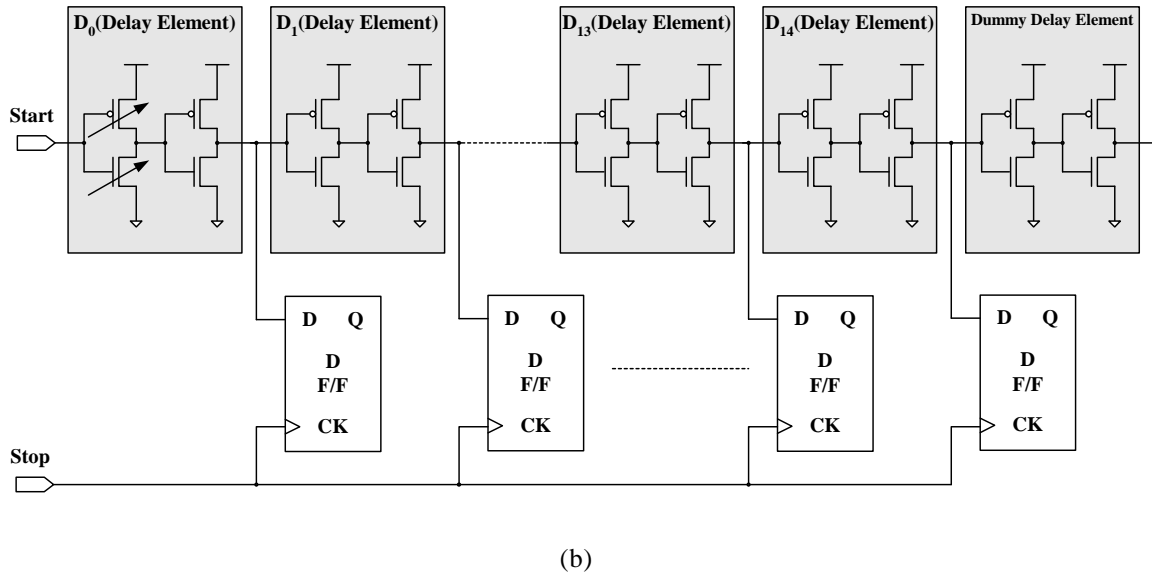 D0(Delay Element)
D1(Delay Element)
D13(Delay Element)
D14(Delay Element)
Dummy Delay Element
Start
D Q
D
F/F
CK
D Q
D
F/F
CK
D Q
D
F/F
CK
D Q
D
F/F
CK
Stop
(b)